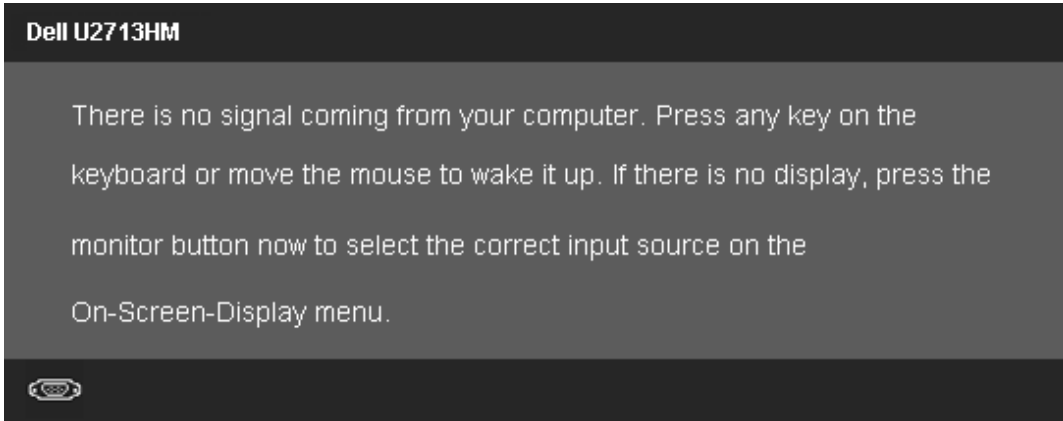 Dell U2713HM
There is no signal coming from your computer. Press any key on the
keyboard or move the mouse to wake it up. If there is no display, press the
monitor button now to select the correct input source on the
On-Screen-Display menu.